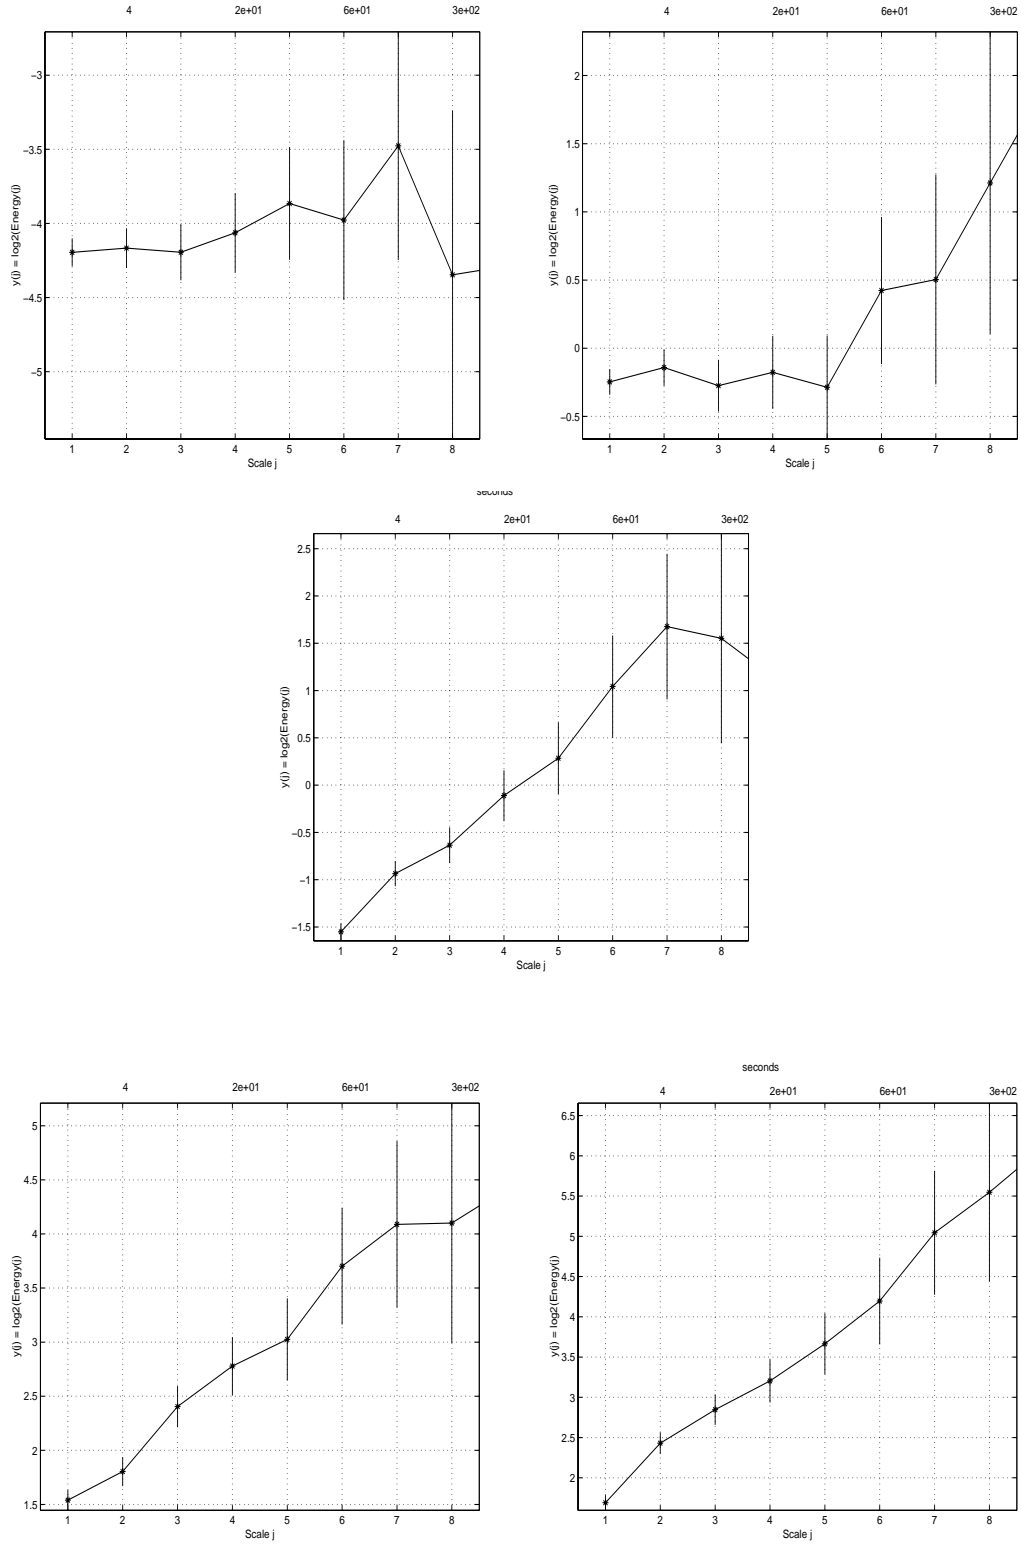 4 2e+01 6e+01 3e+02
−3
−3.5
−4
−4.5
−5
y(j) = log2(Energy(j))
1 2 3 4 5 6 7 8
Scale j
4 2e+01 6e+01 3e+02
2
1.5
1
0.5
0
−0.5
y(j) = log2(Energy(j))
1 2 3 4 5 6 7 8
Scale j
seconds
4 2e+01 6e+01 3e+02
2.5
2
1.5
1
0.5
0
−0.5
−1
−1.5
y(j) = log2(Energy(j))
1 2 3 4 5 6 7 8
Scale j
4 2e+01 6e+01 3e+02
5
4.5
4
3.5
3
2.5
2
1.5
y(j) = log2(Energy(j))
1 2 3 4 5 6 7 8
Scale j
seconds
4 2e+01 6e+01 3e+02
6.5
6
5.5
5
4.5
4
3.5
3
2.5
2
y(j) = log2(Energy(j))
1 2 3 4 5 6 7 8
Scale j